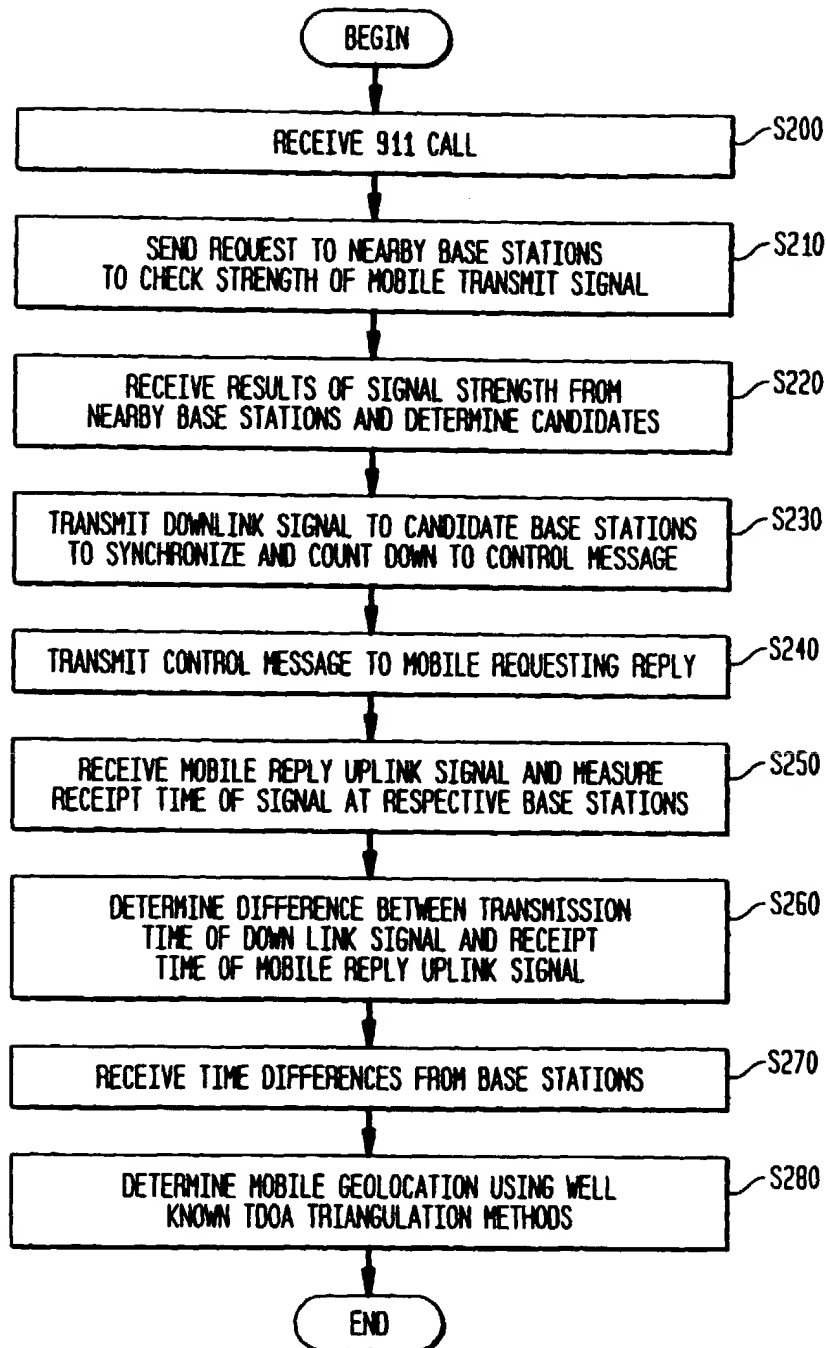 BEGIN
RECEIVE 911 CALL
S200
SEND REQUEST TO NEARBY BASE STATIONS
TO CHECK STRENGTH OF MOBILE TRANSMIT SIGNAL
S210
RECEIVE RESULTS OF SIGNAL STRENGTH FROM
NEARBY BASE STATIONS AND DETERMINE CANDIDATES
S220
TRANSMIT DOWNLINK SIGNAL TO CANDIDATE BASE STATIONS
TO SYNCHRONIZE AND COUNT DOWN TO CONTROL MESSAGE
S230
TRANSMIT CONTROL MESSAGE TO MOBILE REQUESTING REPLY
S240
RECEIVE MOBILE REPLY UPLINK SIGNAL AND MEASURE
RECEIPT TIME OF SIGNAL AT RESPECTIVE BASE STATIONS
S250
DETERMINE DIFFERENCE BETWEEN TRANSMISSION
TIME OF DOWN LINK SIGNAL AND RECEIPT
TIME OF MOBILE REPLY UPLINK SIGNAL
S260
RECEIVE TIME DIFFERENCES FROM BASE STATIONS
S270
DETERMINE MOBILE GEOLOCATION USING WELL
KNOWN TDOA TRIANGULATION METHODS
S280
END